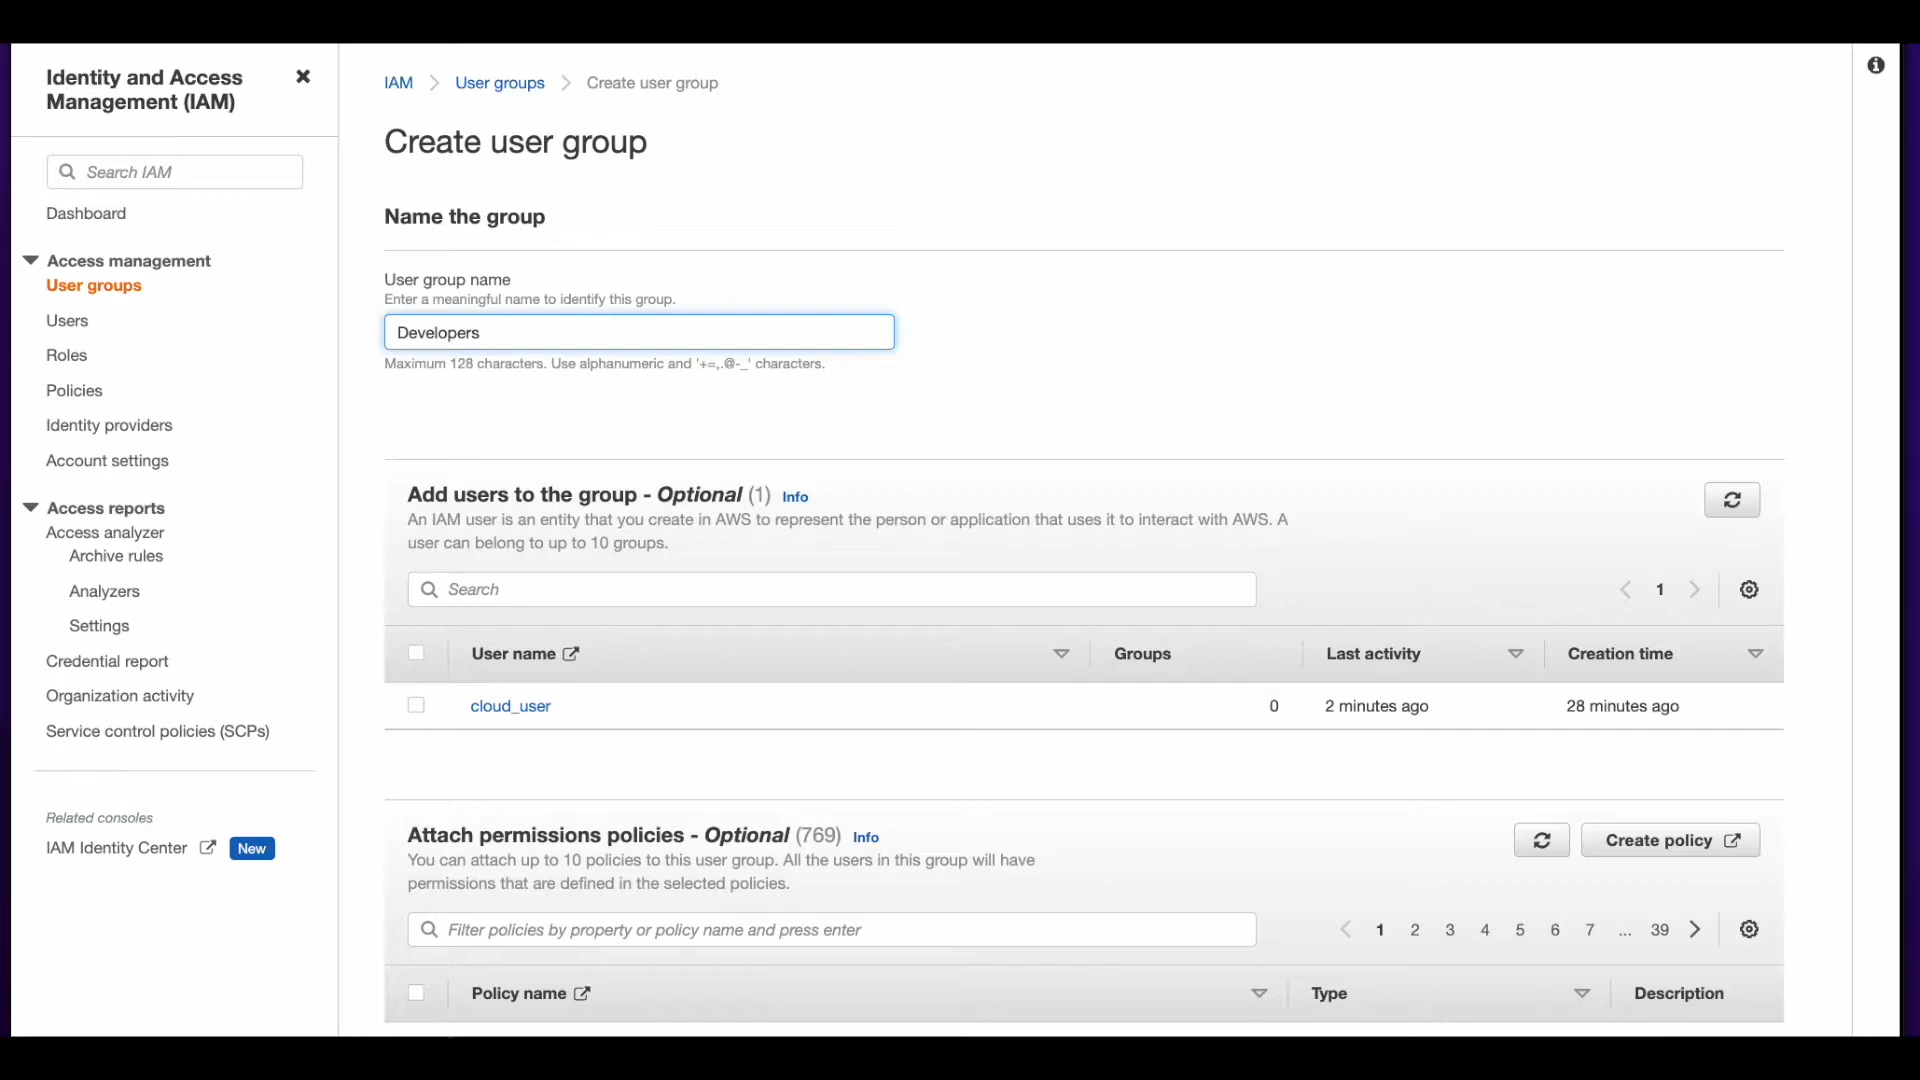 Identity and Access
Management (IAM)
Search IAM
Dashboard
Access management
User groups
Users
Roles
Policies
Identity providers
Account settings
Access reports
Access analyzer
Archive rules
Analyzers
Settings
Credential report
Organization activity
Service control policies (SCPs)
Related consoles
IAM Identity Center New
IAM User groups Create user group
Create user group
Name the group
User group name
Enter a meaningful name to identify this group.
Developers
Maximum 128 characters. Use alphanumeric and '+=,.@-_' characters.
Add users to the group - Optional (1) Info
An IAM user is an entity that you create in AWS to represent the person or application that uses it to interact with AWS. A
user can belong to up to 10 groups.
Search
1
User name Groups Last activity Creation time
cloud_user 0 2 minutes ago 28 minutes ago
Attach permissions policies - Optional (769) Info
You can attach up to 10 policies to this user group. All the users in this group will have
permissions that are defined in the selected policies.
Create policy
Filter policies by property or policy name and press enter
1 2 3 4 5 6 7 ... 39
Policy name Type Description